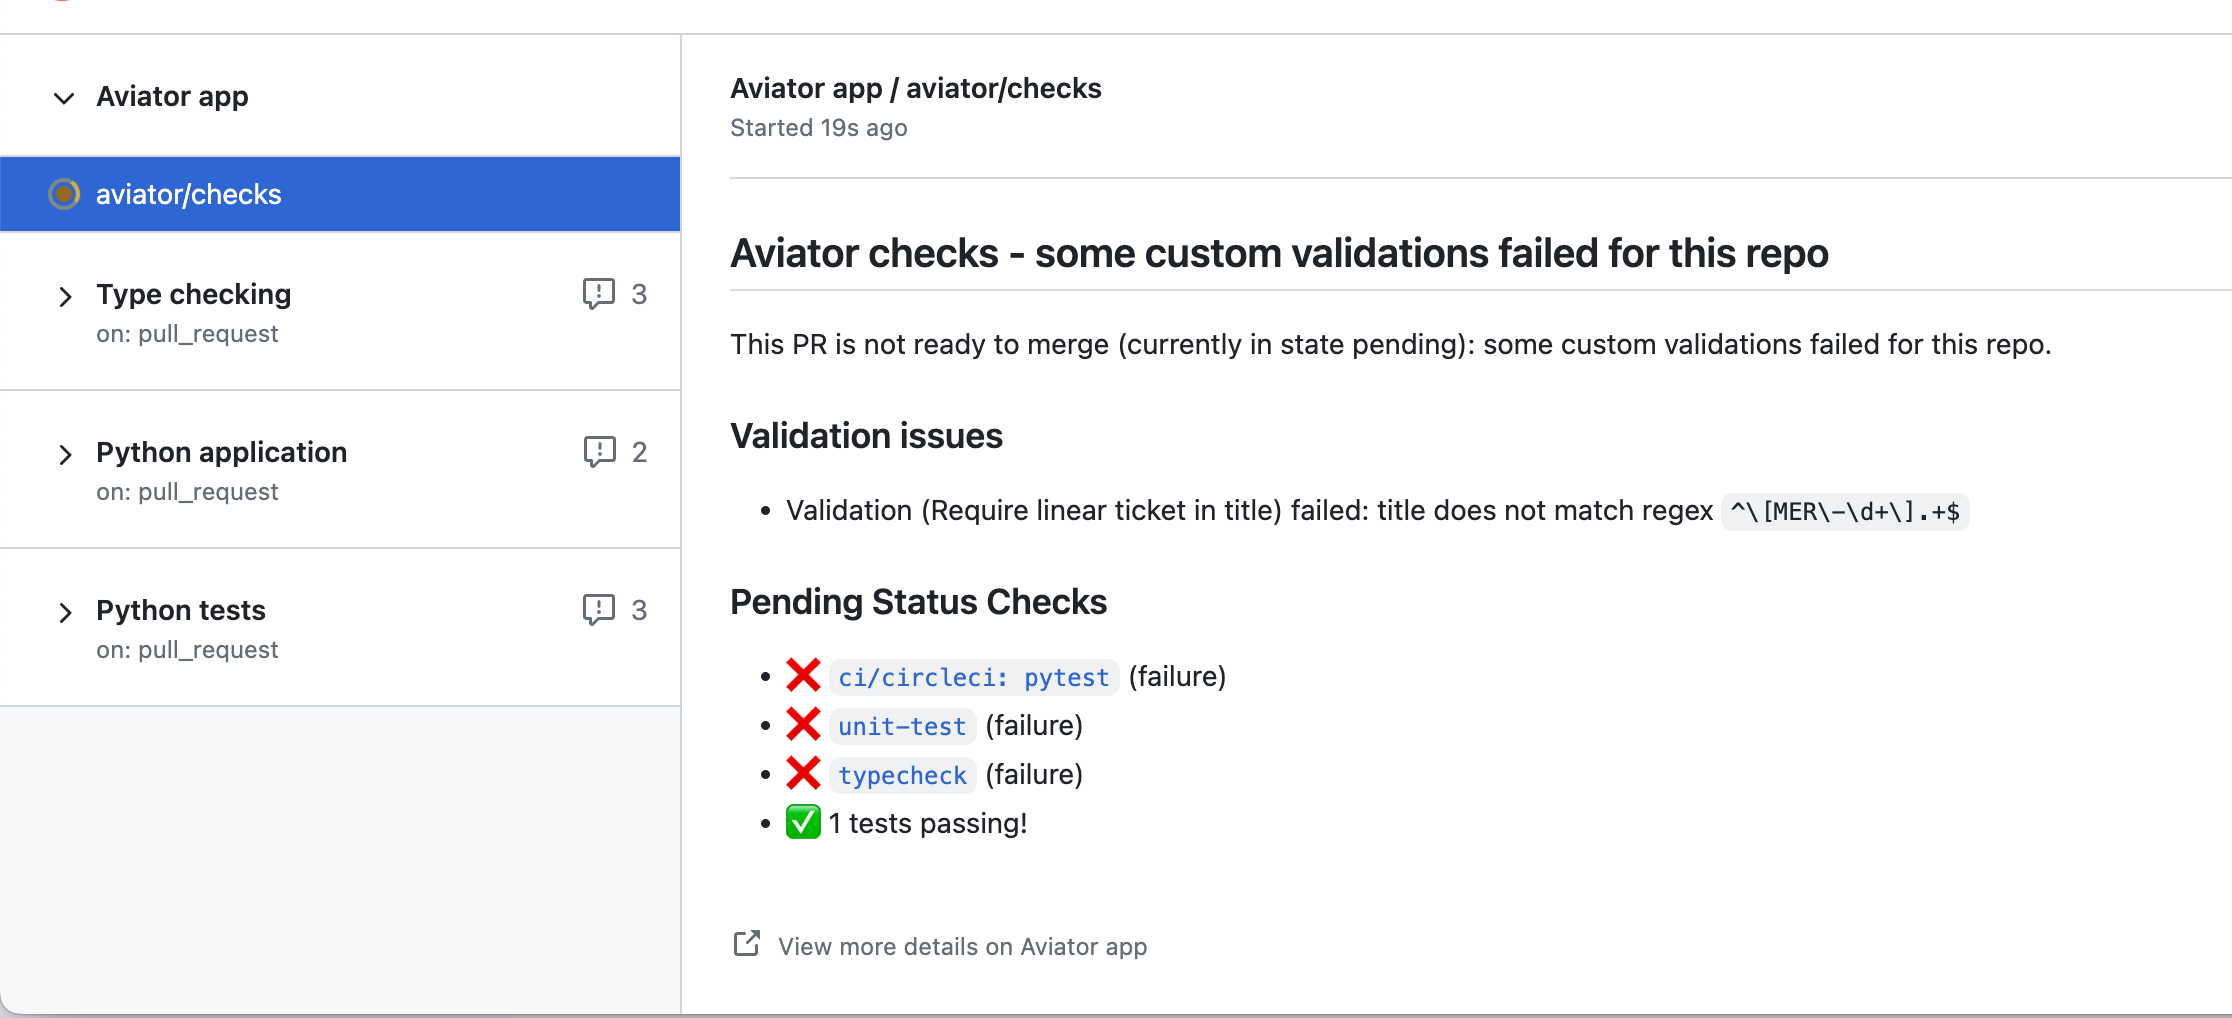 Aviator app
aviator/checks
Type checking 3
on: pull_request
Python application 2
on: pull_request
Python tests 3
on: pull_request
Aviator app / aviator/checks
Started 19s ago
Aviator checks - some custom validations failed for this repo
This PR is not ready to merge (currently in state pending): some custom validations failed for this repo.
Validation issues
• Validation (Require linear ticket in title) failed: title does not match regex ^\[MER\-\d+\].+$
Pending Status Checks
• ❌ ci/circleci: pytest (failure)
• ❌ unit-test (failure)
• ❌ typecheck (failure)
• ✅ 1 tests passing!
View more details on Aviator app